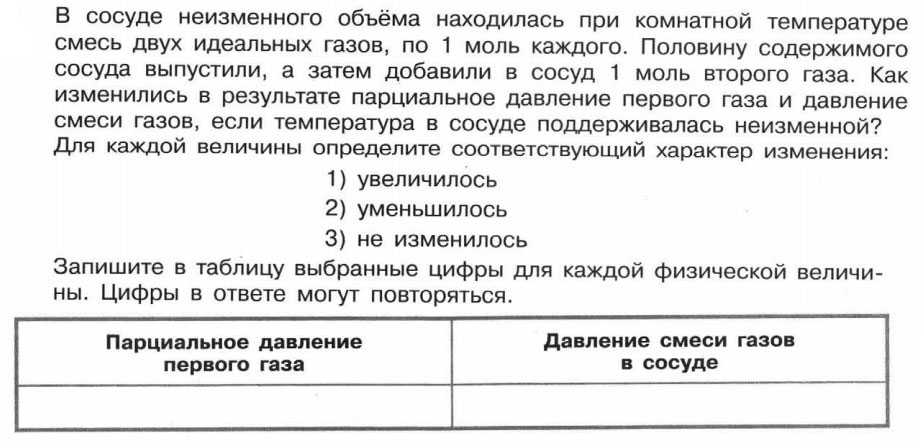 В сосуде неизменного объёма находилась при комнатной температуре
смесь двух идеальных газов, по 1 моль каждого. Половину содержимого
сосуда выпустили, а затем добавили в сосуд 1 моль второго газа. Как
изменились в результате парциальное давление первого газа и давление
смеси газов, если температура в сосуде поддерживалась неизменной?
Для каждой величины определите соответствующий характер изменения:
1) увеличилось
2) уменьшилось
3) не изменилось
Запишите в таблицу выбранные цифры для каждой физической величи-
ны. Цифры в ответе могут повторяться.
Парциальное давление
первого газа
Давление смеси газов
в сосуде